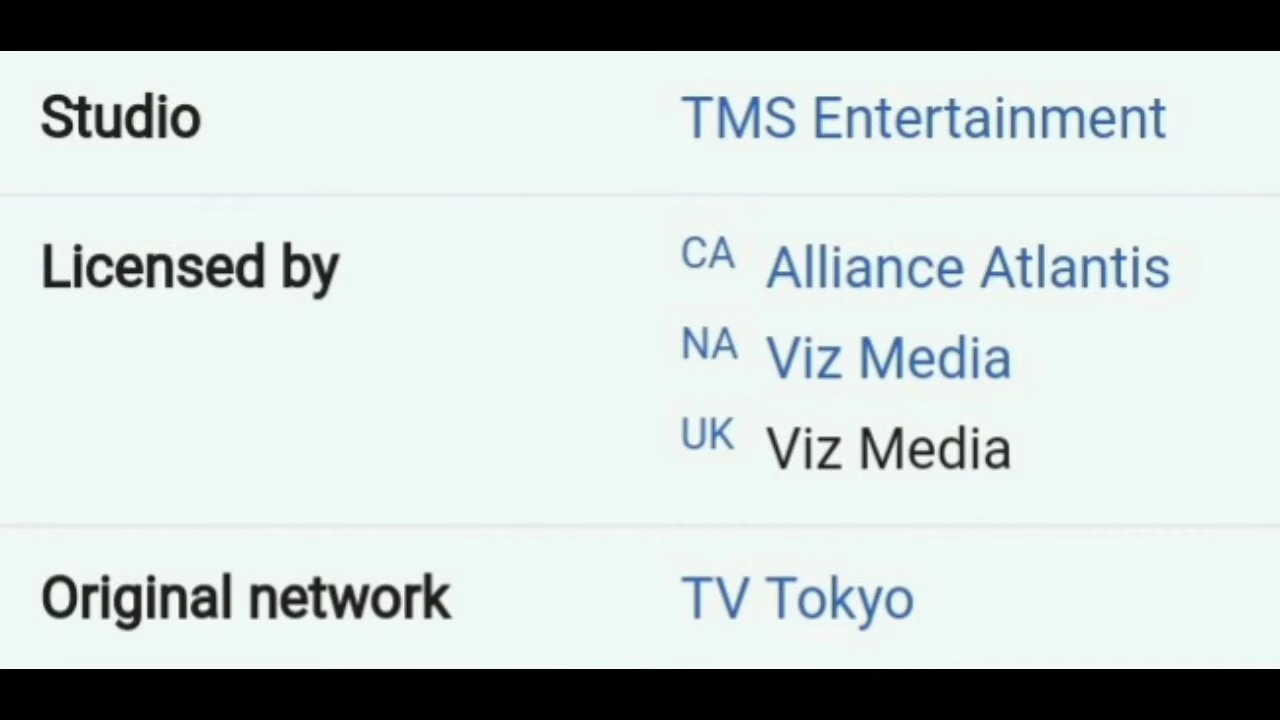 Studio TMS Entertainment
Licensed by CA Alliance Atlantis
NA Viz Media
UK Viz Media
Original network TV Tokyo